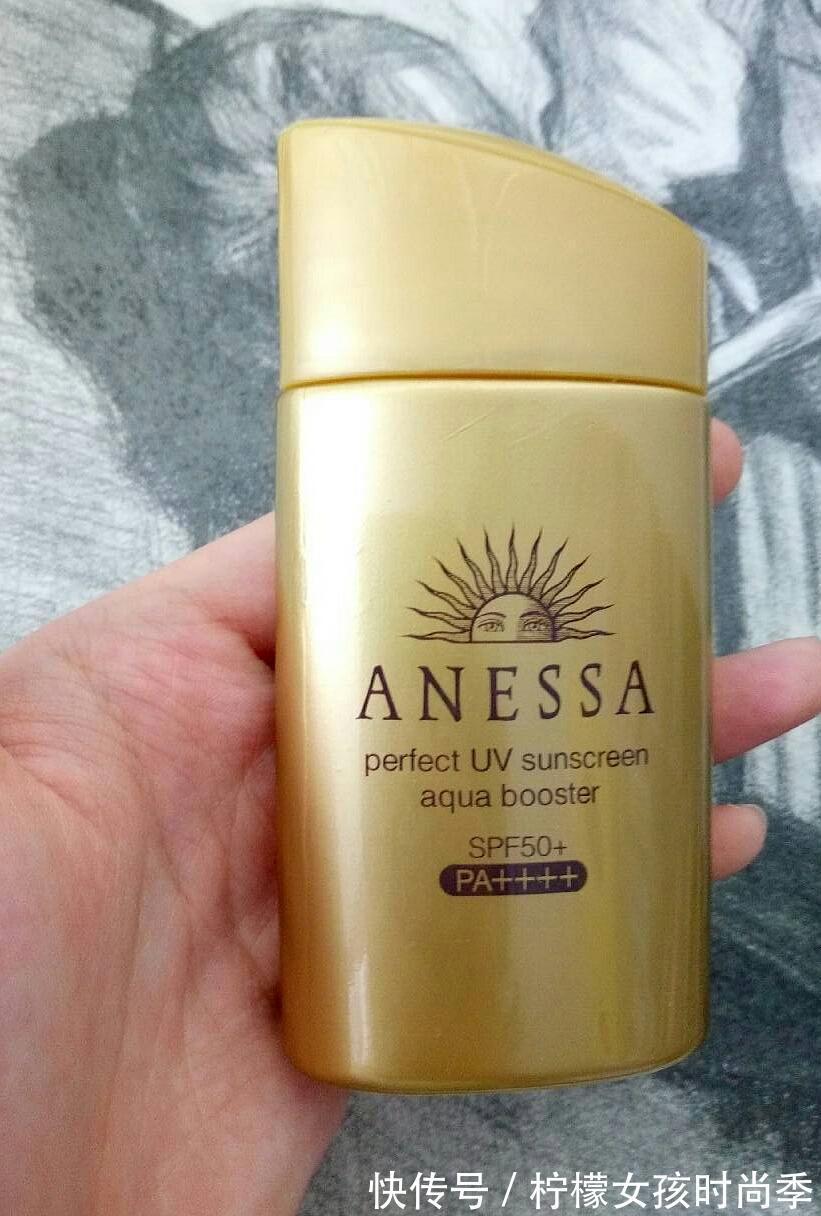 ANESSA
perfect UV sunscreen
aqua booster
SPF50+
PA++++
快传号 / 柠檬女孩时尚季